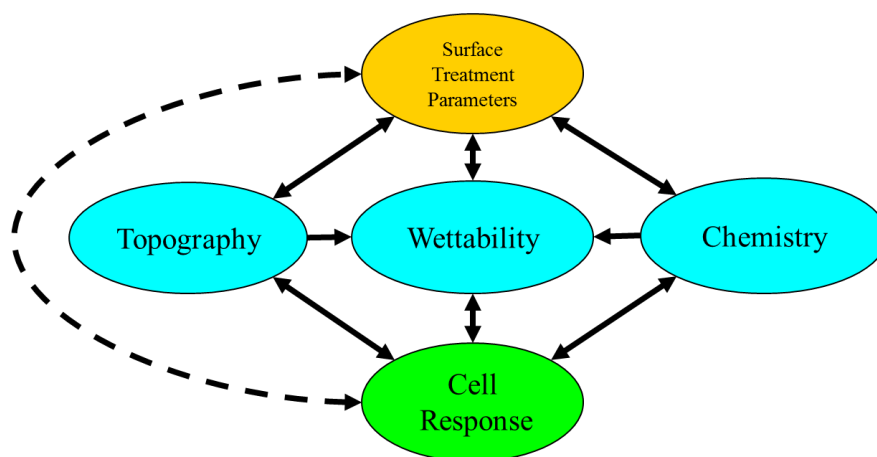 Surface
Treatment
Parameters
Topography
Wettability
Chemistry
Cell
Response